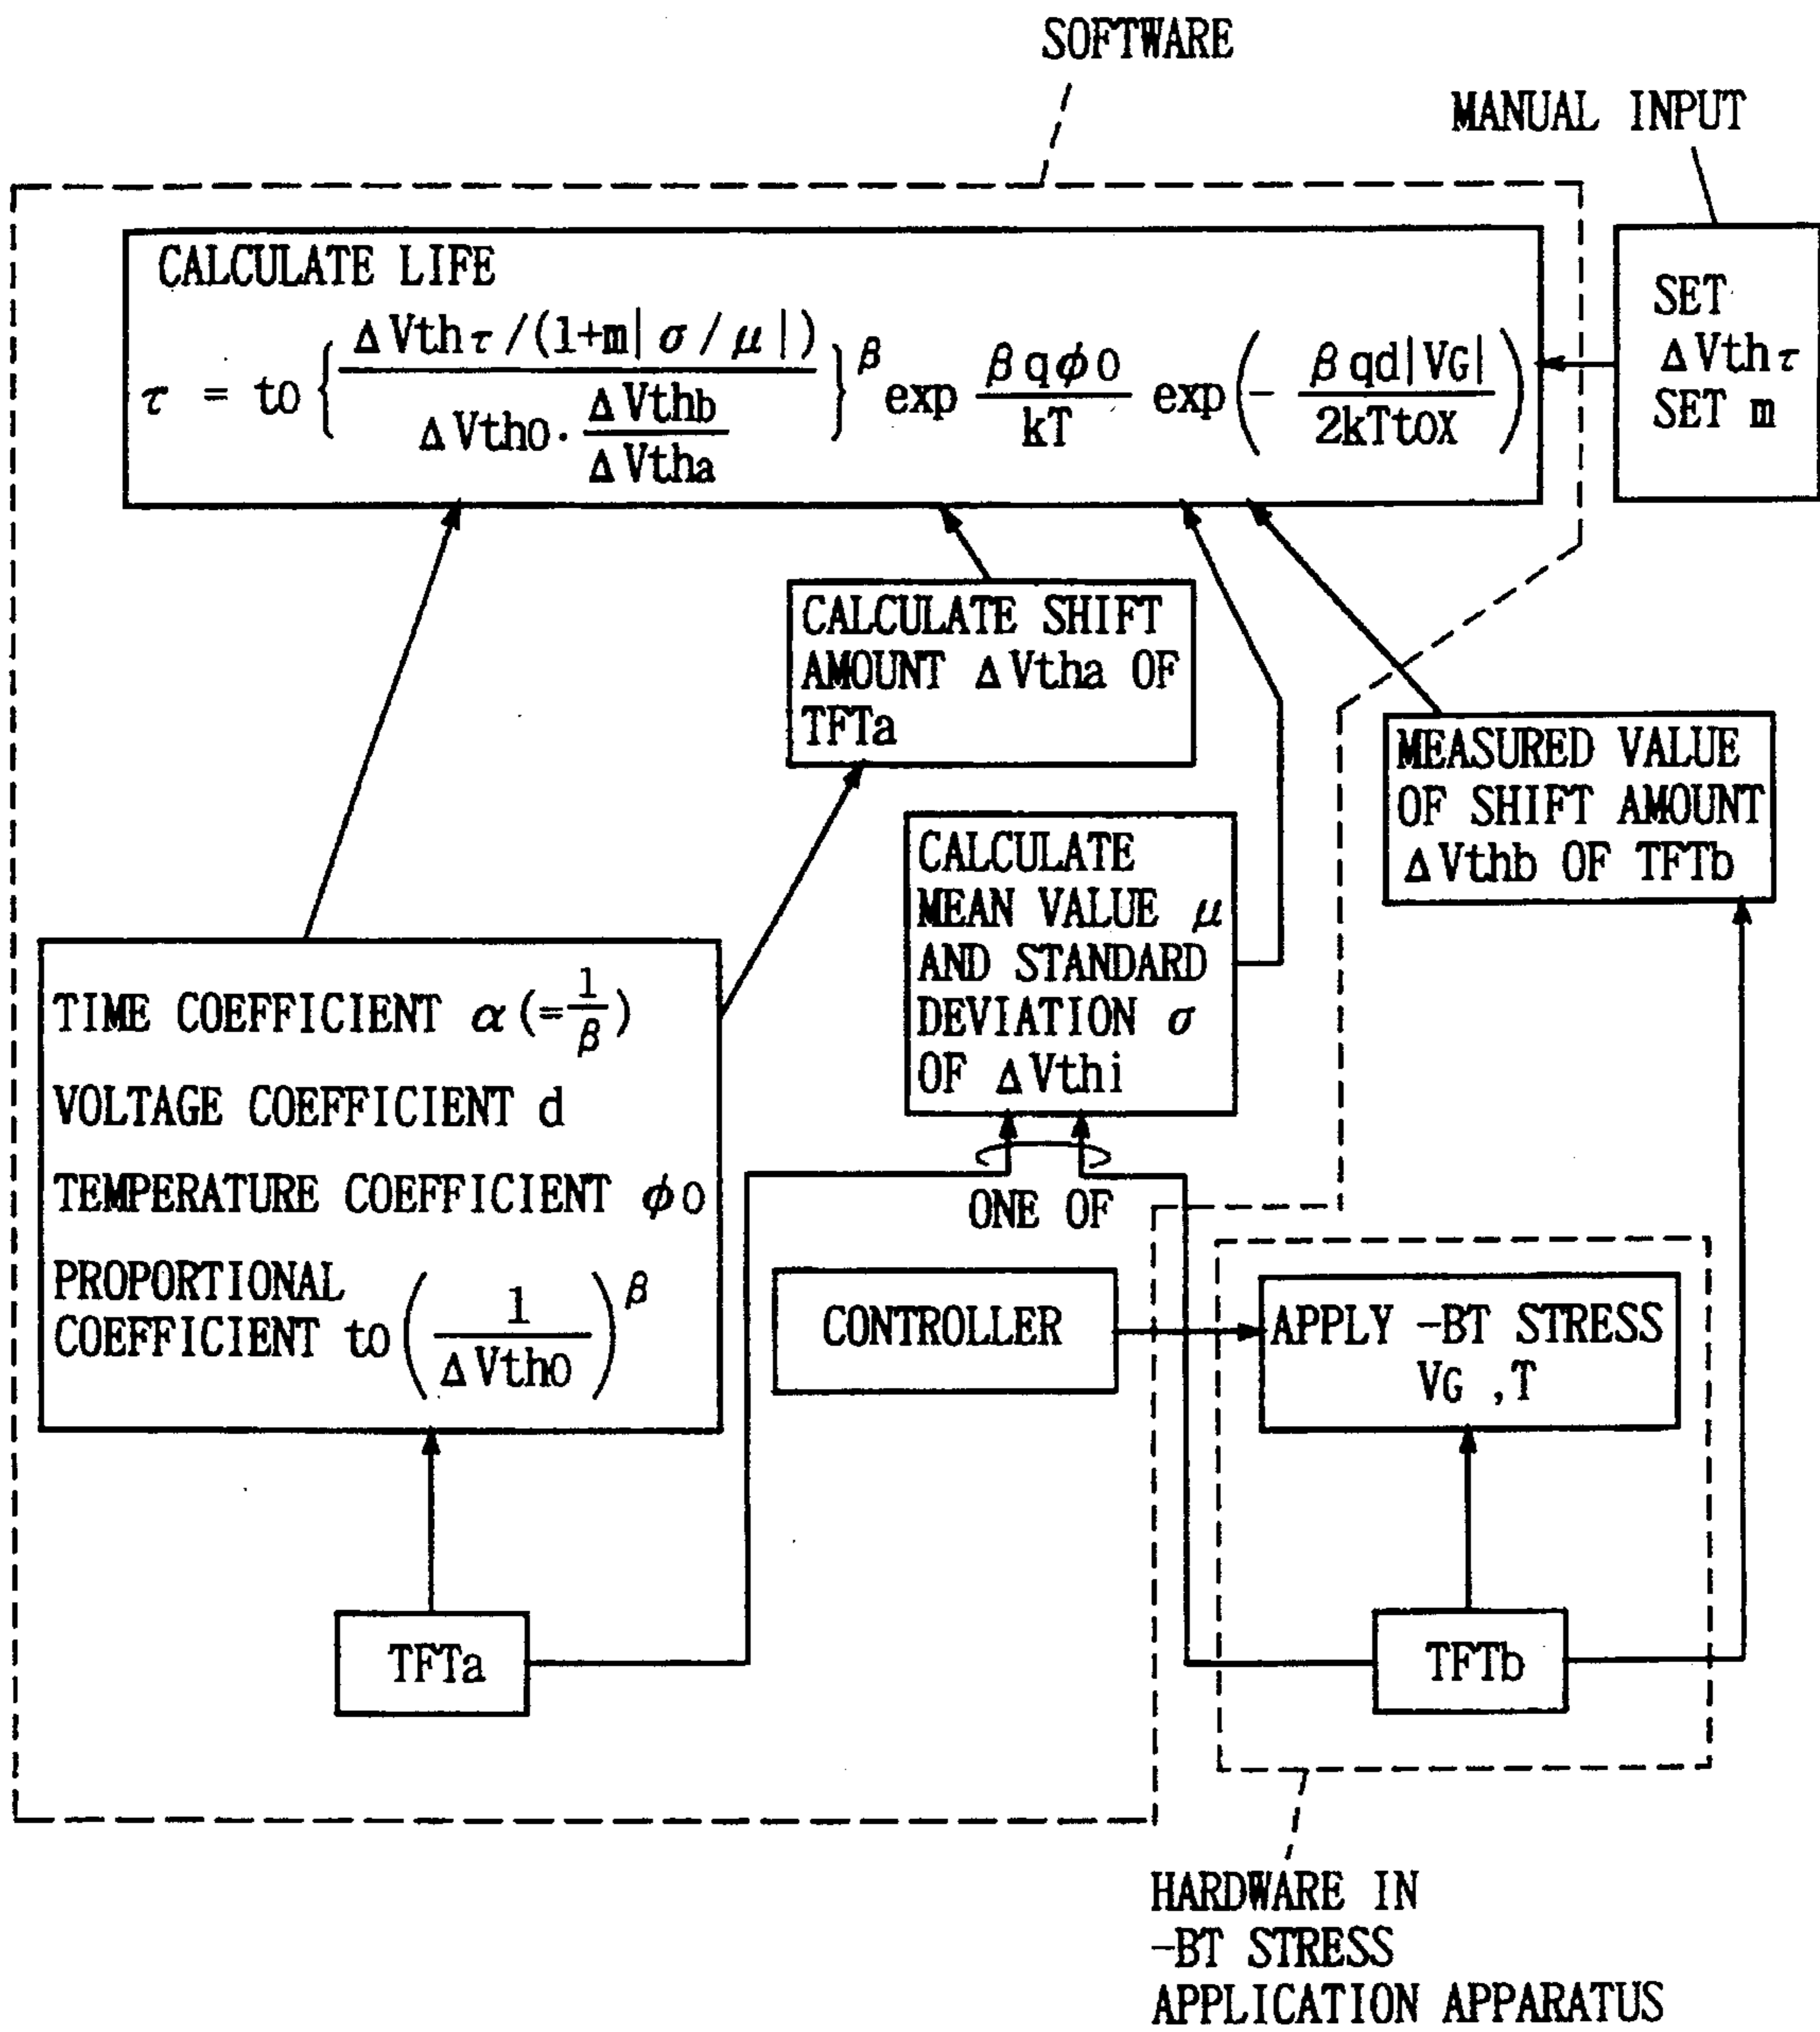 SOFTWARE
MANUAL INPUT
CALCULATE LIFE
τ = to { ΔVthτ/(1+m|σ/μ|) / ΔVtho·ΔVthb/ΔVtha }^β exp βqφ0/kT exp(- βqd|VG|/2kTtox)
SET
ΔVthτ
SET m
CALCULATE SHIFT
AMOUNT ΔVtha OF
TFTa
MEASURED VALUE
OF SHIFT AMOUNT
ΔVthb OF TFTb
CALCULATE
MEAN VALUE μ
AND STANDARD
DEVIATION σ
OF ΔVthi
TIME COEFFICIENT α(=1/β)
VOLTAGE COEFFICIENT d
TEMPERATURE COEFFICIENT φ0
PROPORTIONAL
COEFFICIENT to(1/ΔVtho)^β
ONE OF
CONTROLLER
APPLY -BT STRESS
VG ,T
TFTa
TFTb
HARDWARE IN
-BT STRESS
APPLICATION APPARATUS